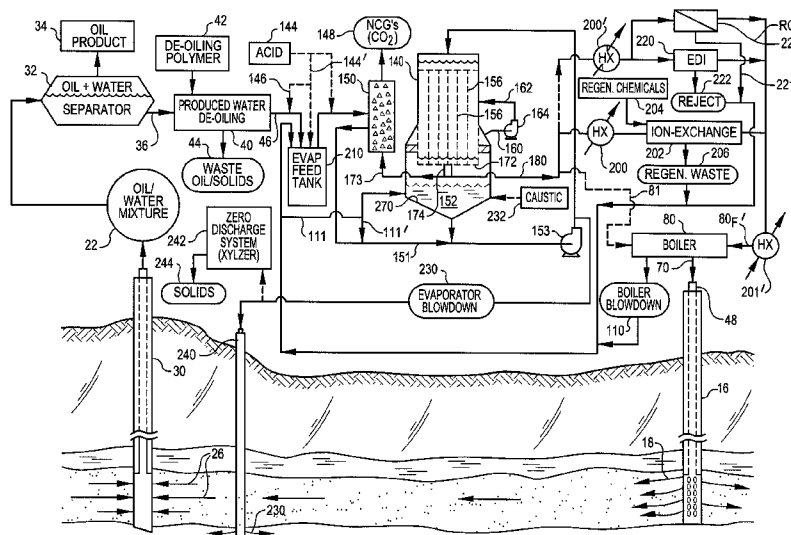 34
OIL
PRODUCT
32
OIL + WATER
SEPARATOR
36
42
DE-OILING
POLYMER
PRODUCED WATER
DE-OILING
40
46
44
WASTE
OIL/SOLIDS
OIL/
WATER
MIXTURE
22
144
ACID
144'
146
148
NCG's
(CO2)
150
140
EVAP
FEED
TANK
210
156
156
162
164
160
172
180
173
174
152
270
CAUSTIC
232
111
111'
151
153
ZERO
DISCHARGE
SYSTEM
(XYLZER)
242
244
SOLIDS
230
EVAPORATOR
BLOWDOWN
200'
HX
RO
22
220
EDI
222
REJECT
221
REGEN. CHEMICALS
204
HX
200
ION-EXCHANGE
202
206
REGEN. WASTE
81
80
80F'
BOILER
HX
201'
70
BOILER
BLOWDOWN
110
48
16
18
240
30
26
230